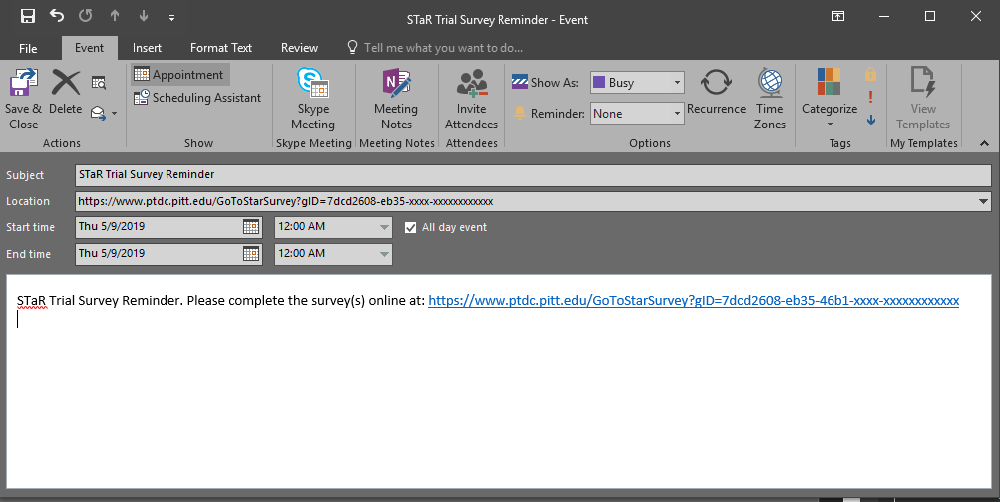 STaR Trial Survey Reminder - Event
File Event Insert Format Text Review Tell me what you want to do...
Save & Close
Delete
Actions
Appointment
Scheduling Assistant
Show
Skype Meeting
Skype Meeting
Meeting Notes
Meeting Notes
Invite Attendees
Attendees
Show As: Busy
Reminder: None
Recurrence
Time Zones
Options
Categorize
Tags
View Templates
My Templates
Subject STaR Trial Survey Reminder
Location https://www.ptdc.pitt.edu/GoToStarSurvey?gID=7dcd2608-eb35-xxxx-xxxxxxxxxxxx
Start time Thu 5/9/2019 12:00 AM All day event
End time Thu 5/9/2019 12:00 AM
STaR Trial Survey Reminder. Please complete the survey(s) online at: https://www.ptdc.pitt.edu/GoToStarSurvey?gID=7dcd2608-eb35-46b1-xxxx-xxxxxxxxxxxx